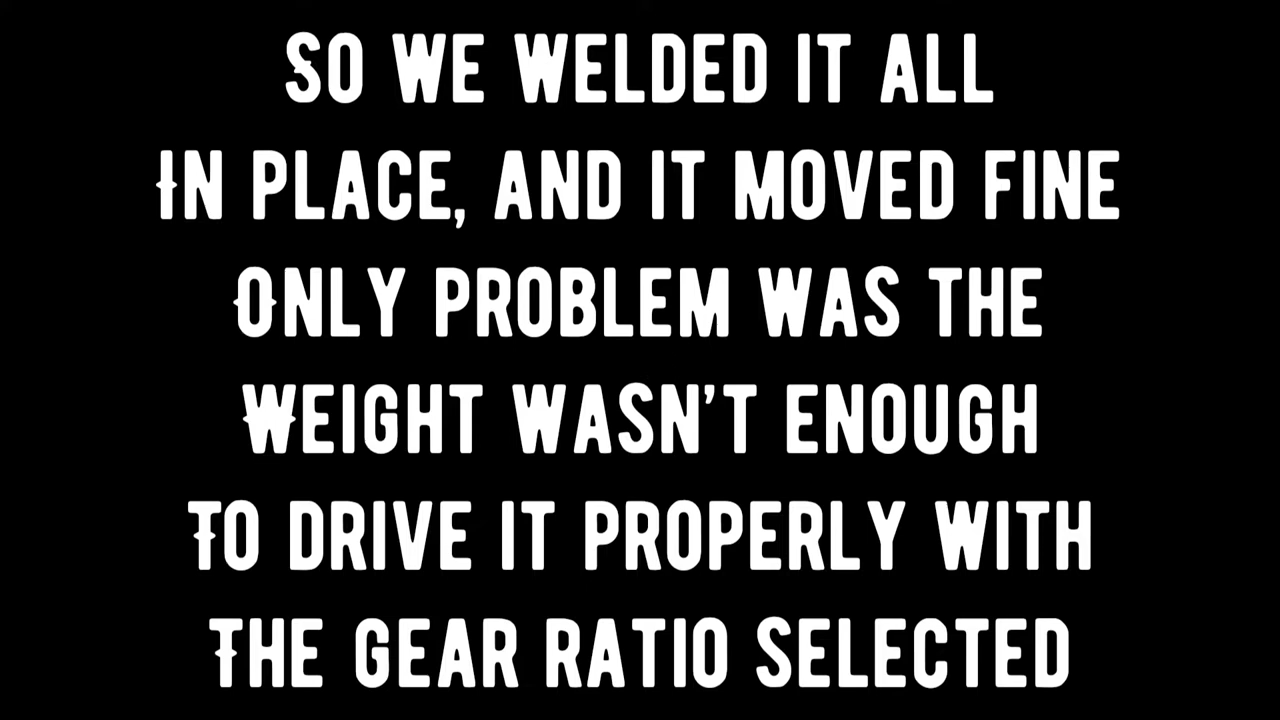 So we welded it all
In place, and it moved fine
Only problem was the
Weight wasn't enough
To drive it properly with
The gear ratio selected